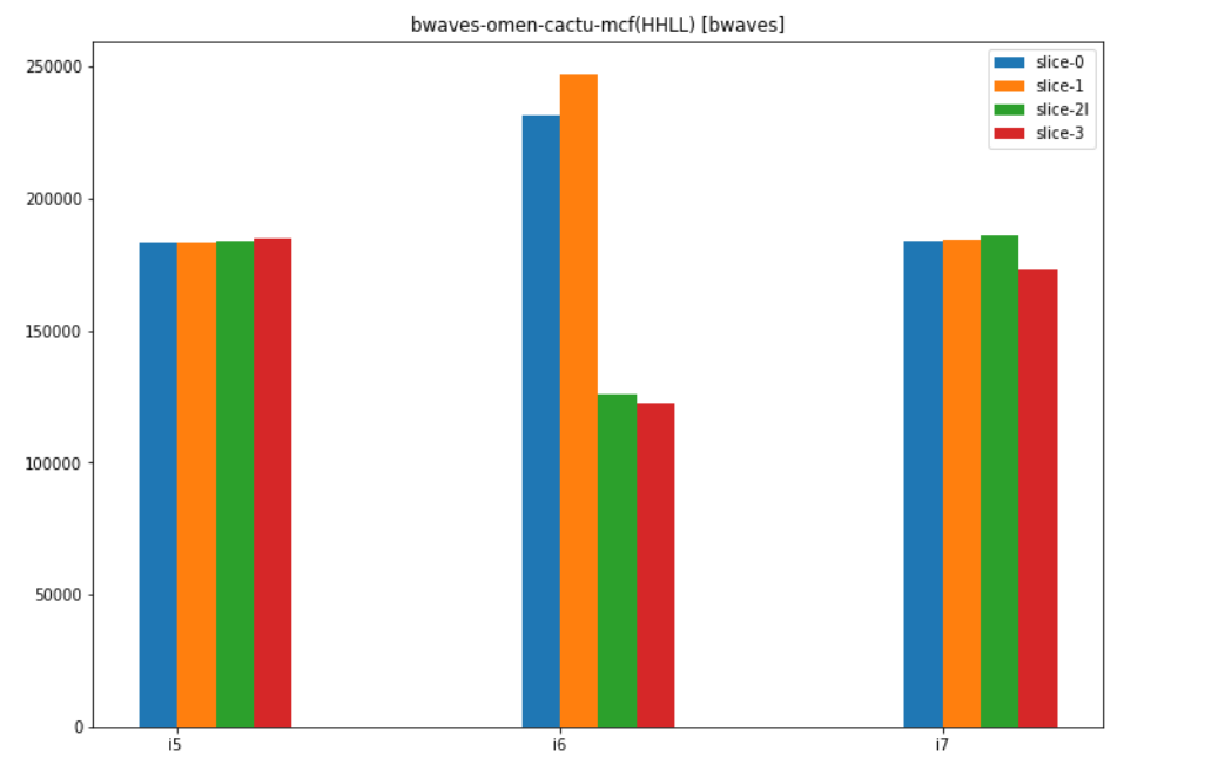 bwaves-omen-cactu-mcf(HHLL) [bwaves]
250000
200000
150000
100000
50000
0
slice-0
slice-1
slice-2l
slice-3
i5
i6
i7